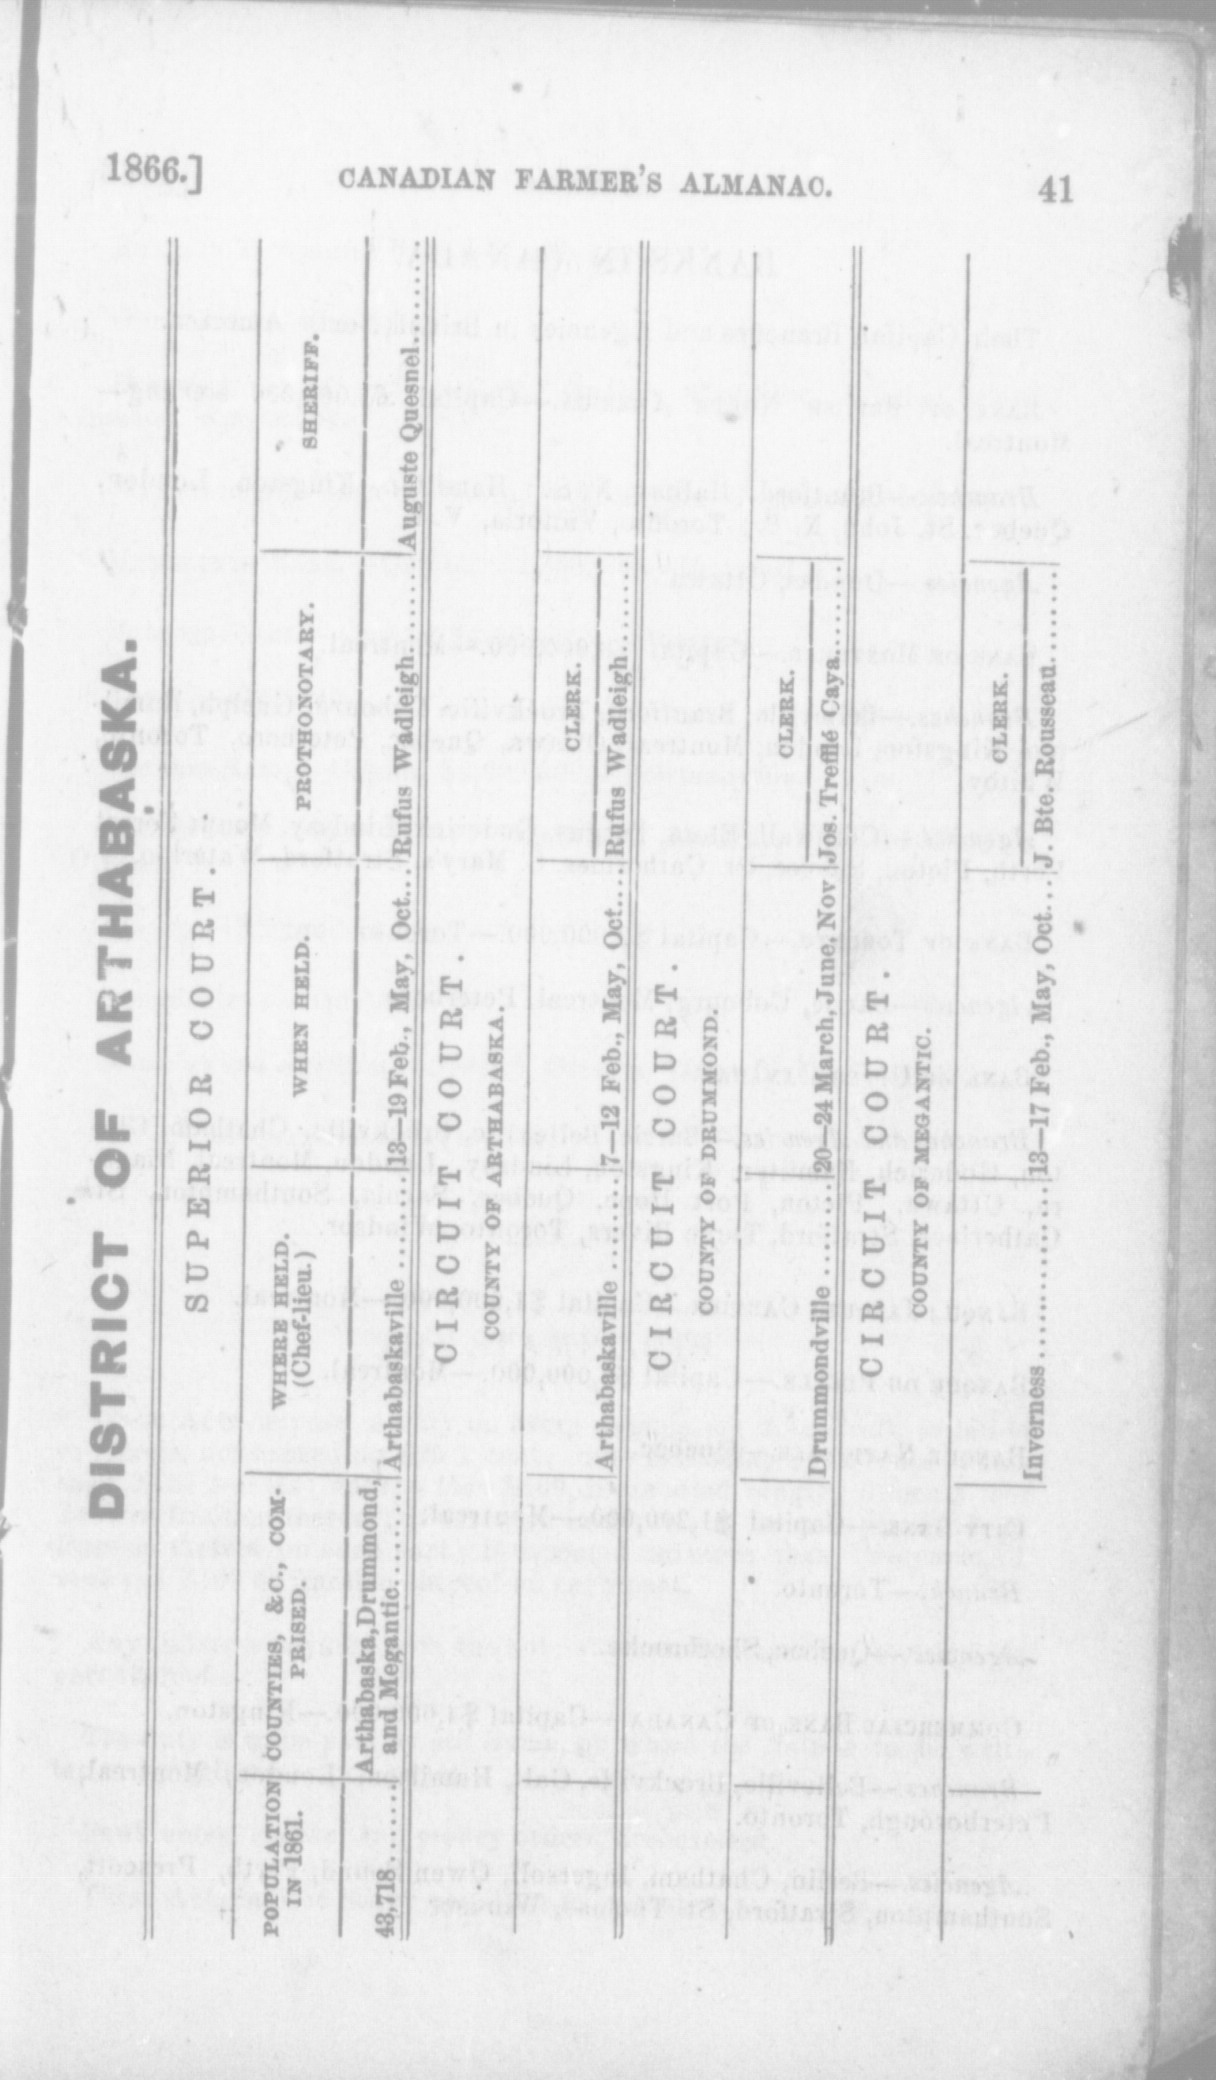 1866.] CANADIAN FARMER'S ALMANAC. 41
DISTRICT OF ARTHABASKA.
SUPERIOR COURT.
POPULATION IN 1861. COUNTIES, &C., COMPRISED. WHERE HELD. (Chef-lieu.) WHEN HELD. PROTHONOTARY. SHERIFF.
43,718....... Arthabaska, Drummond, and Megantic.......... Arthabaskaville ........ 13—19 Feb., May, Oct... Rufus Wadleigh....... Auguste Quesnel.......
CIRCUIT COURT.
COUNTY OF ARTHABASKA.
CLERK.
Arthabaskaville ........ 7—12 Feb., May, Oct.... Rufus Wadleigh.......
CIRCUIT COURT.
COUNTY OF DRUMMOND.
CLERK.
Drummondville ........ 20-24 March, June, Nov Jos. Trefflé Caya.......
CIRCUIT COURT.
COUNTY OF MEGANTIC.
CLERK.
Inverness ................ 13-17 Feb., May, Oct.... J. Bte. Rousseau.......